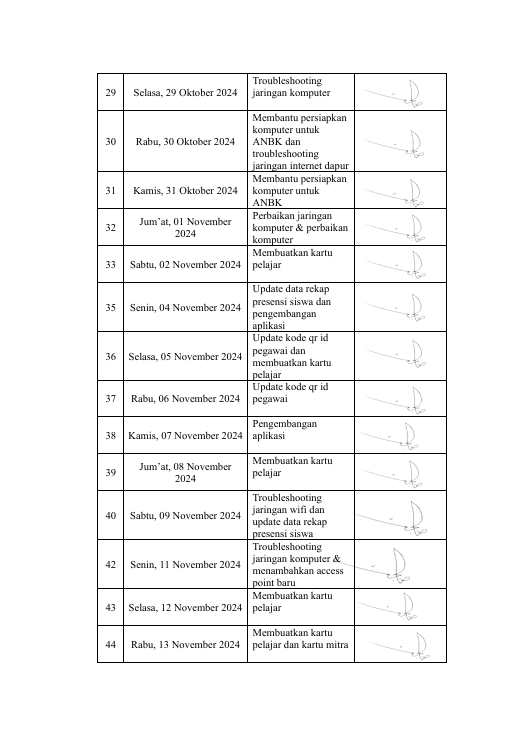 29 Selasa, 29 Oktober 2024 Troubleshooting
jaringan komputer
30 Rabu, 30 Oktober 2024 Membantu persiapkan
komputer untuk
ANBK dan
troubleshooting
jaringan internet dapur
31 Kamis, 31 Oktober 2024 Membantu persiapkan
komputer untuk
ANBK
32 Jum’at, 01 November
2024 Perbaikan jaringan
komputer & perbaikan
komputer
33 Sabtu, 02 November 2024 Membuatkan kartu
pelajar
35 Senin, 04 November 2024 Update data rekap
presensi siswa dan
pengembangan
aplikasi
36 Selasa, 05 November 2024 Update kode qr id
pegawai dan
membuatkan kartu
pelajar
37 Rabu, 06 November 2024 Update kode qr id
pegawai
38 Kamis, 07 November 2024 Pengembangan
aplikasi
39 Jum’at, 08 November
2024 Membuatkan kartu
pelajar
40 Sabtu, 09 November 2024 Troubleshooting
jaringan wifi dan
update data rekap
presensi siswa
42 Senin, 11 November 2024 Troubleshooting
jaringan komputer &
menambahkan access
point baru
43 Selasa, 12 November 2024 Membuatkan kartu
pelajar
44 Rabu, 13 November 2024 Membuatkan kartu
pelajar dan kartu mitra